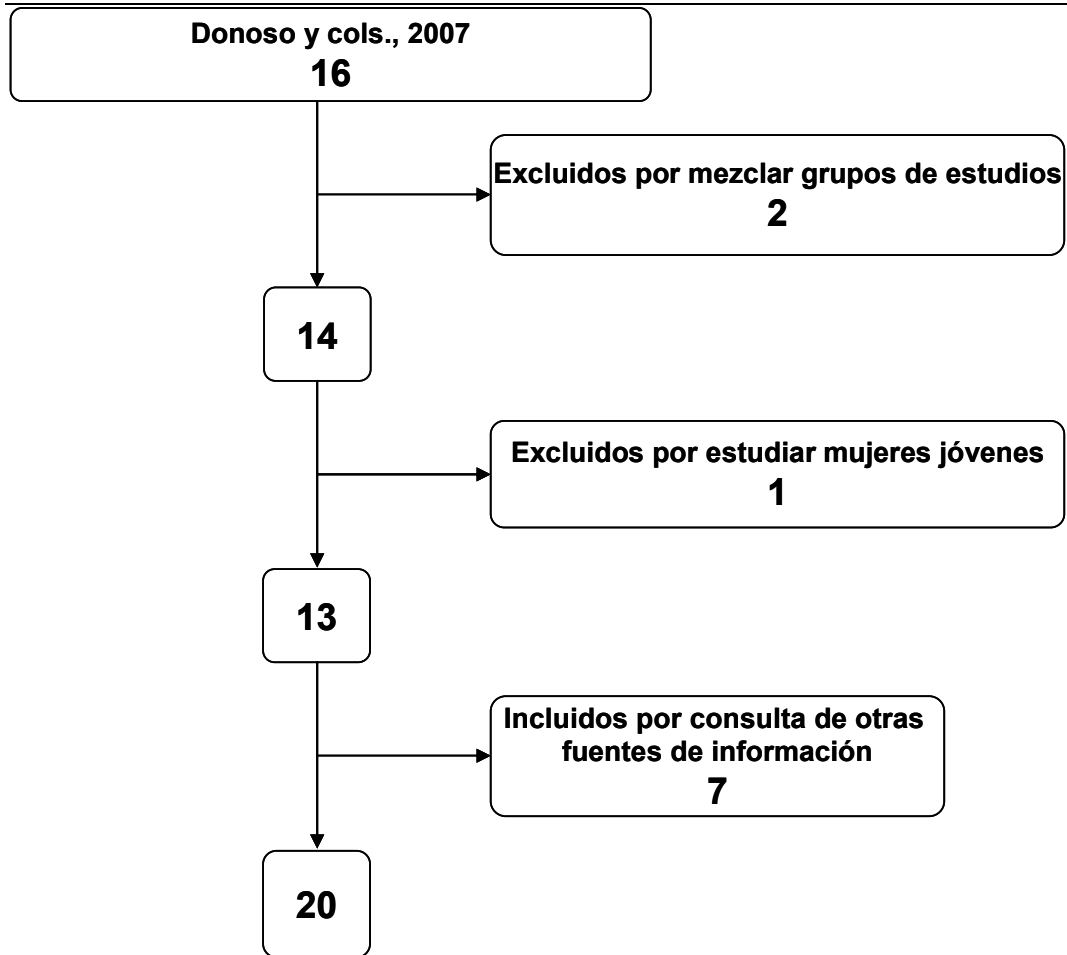 Donoso y cols., 2007
16
Excluidos por mezclar grupos de estudios
2
14
Excluidos por estudiar mujeres jóvenes
1
13
Incluidos por consulta de otras
fuentes de información
7
20